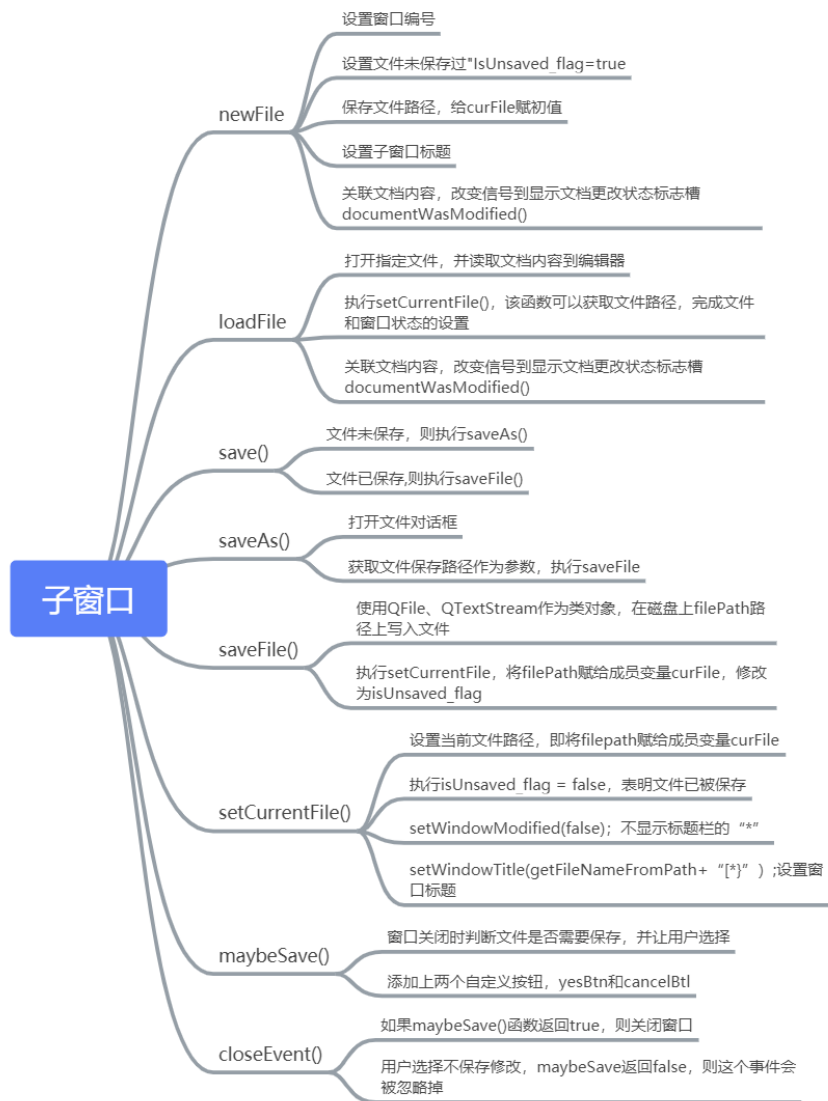 设置窗口编号
设置文件未保存过"IsUnsaved_flag=true
newFile
保存文件路径，给curFile赋初值
设置子窗口标题
关联文档内容，改变信号到显示文档更改状态标志槽
documentWasModified()
打开指定文件，并读取文档内容到编辑器
loadFile
执行setCurrentFile()，该函数可以获取文件路径，完成文件
和窗口状态的设置
关联文档内容，改变信号到显示文档更改状态标志槽
documentWasModified()
save()
文件未保存，则执行saveAs()
文件已保存,则执行saveFile()
saveAs()
打开文件对话框
获取文件保存路径作为参数，执行saveFile
子窗口
saveFile()
使用QFile、QTextStream作为类对象，在磁盘上filePath路
径上写入文件
执行setCurrentFile，将filePath赋给成员变量curFile，修改
为isUnsaved_flag
setCurrentFile()
设置当前文件路径，即将filepath赋给成员变量curFile
执行isUnsaved_flag = false，表明文件已被保存
setWindowModified(false)；不显示标题栏的“*”
setWindowTitle(getFileNameFromPath+“[*}”）;设置窗
口标题
maybeSave()
窗口关闭时判断文件是否需要保存，并让用户选择
添加上两个自定义按钮，yesBtn和cancelBtl
closeEvent()
如果maybeSave()函数返回true，则关闭窗口
用户选择不保存修改，maybeSave返回false，则这个事件会
被忽略掉